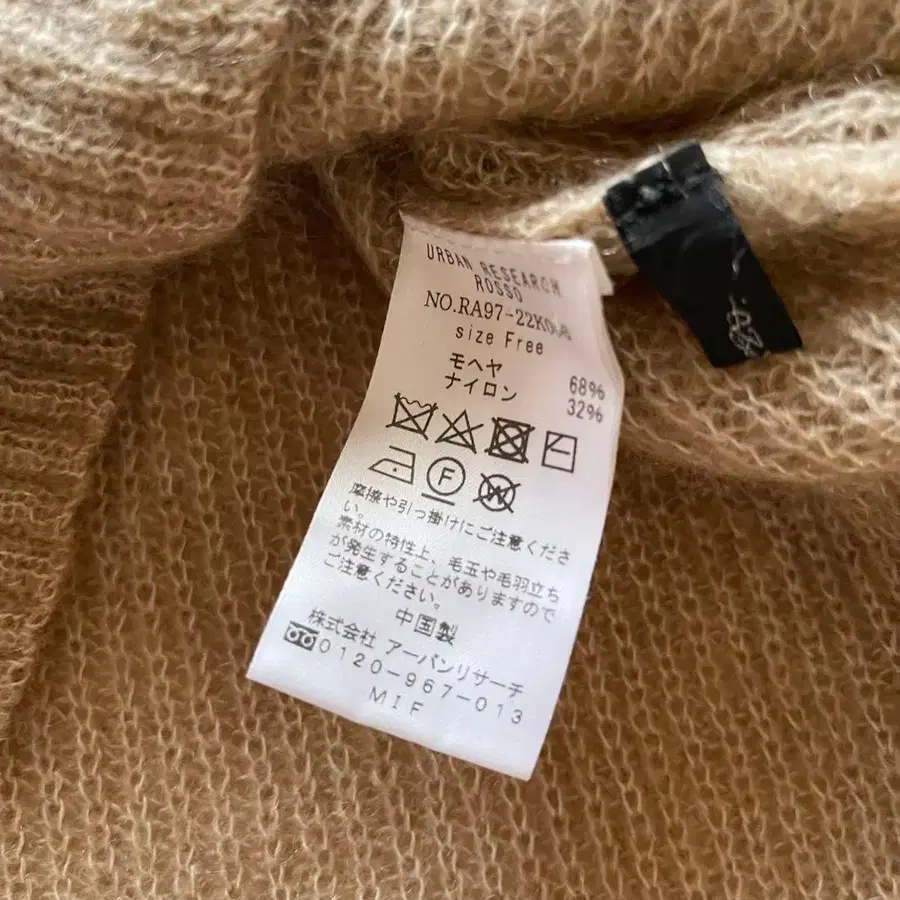 URBAN RESEARCH
ROSSO
size Free
モヘヤ 68%
ナイロン 32%
F
W
摩擦や引っ掛けにご注意くださ
い。
素材の特性上、毛玉や毛羽立ち
が発生することがありますので
ご注意ください。
中国製
株式会社 アーバンリサーチ
0120-967-013
MIF